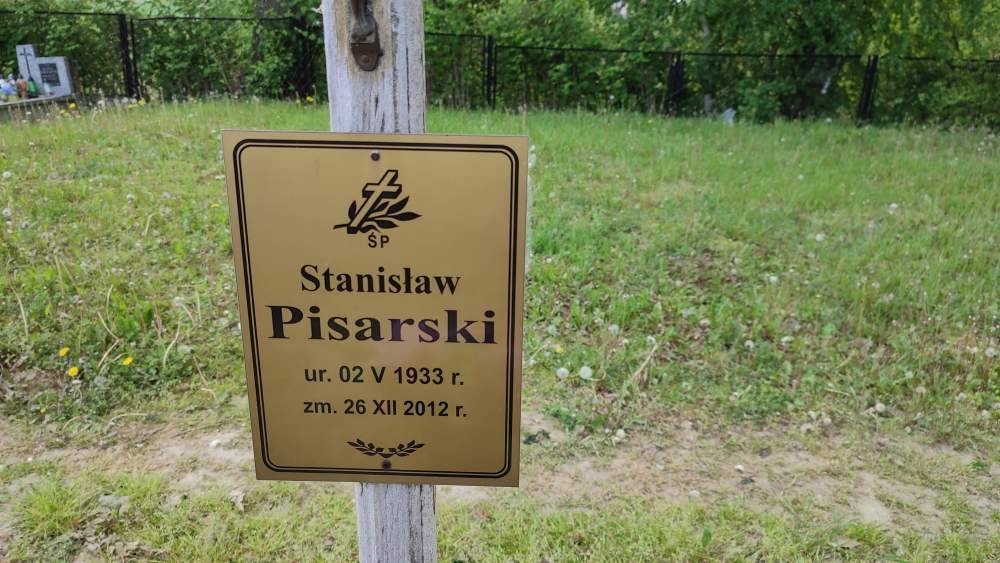 ŚP
Stanisław
Pisarski
ur. 02 V 1933 r.
zm. 26 XII 2012 r.